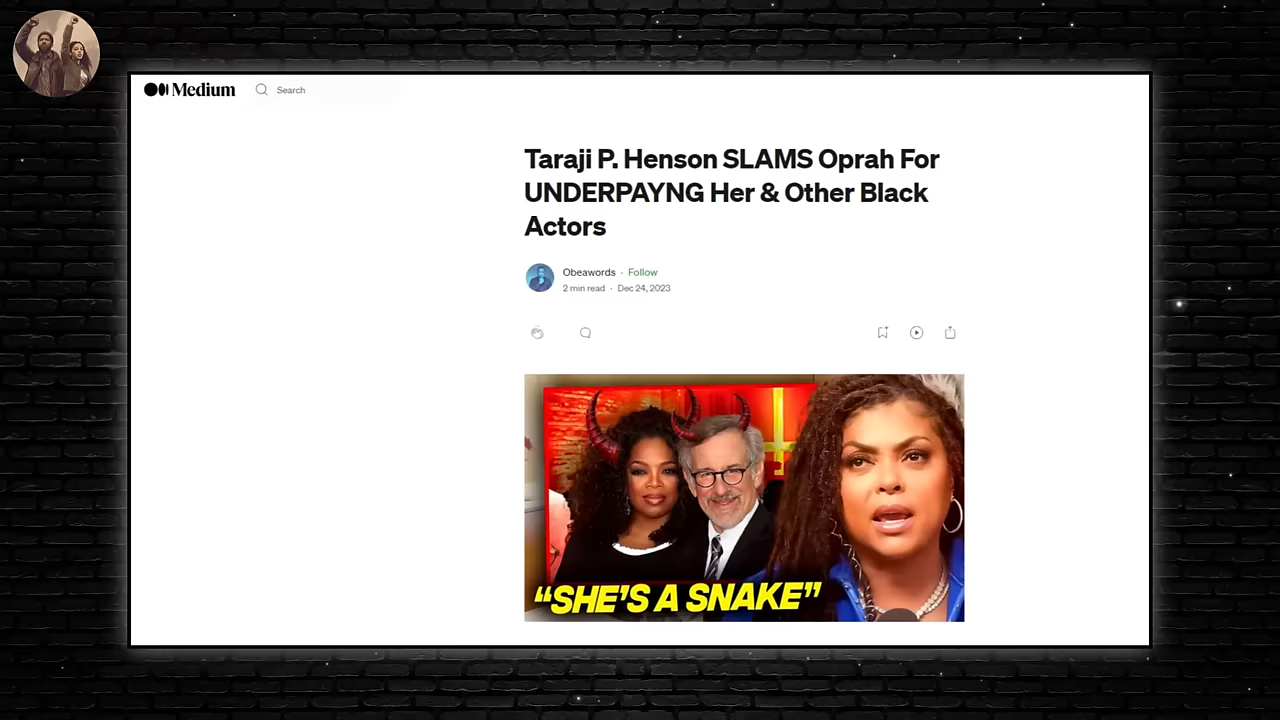 Medium
Search
Taraji P. Henson SLAMS Oprah For
UNDERPAYNG Her & Other Black
Actors
Obeawords · Follow
2 min read · Dec 24, 2023
“SHE’S A SNAKE”